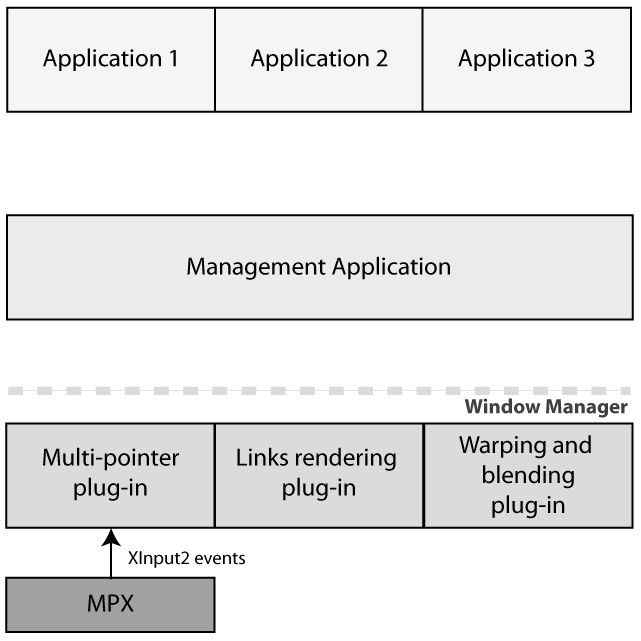 Application 1
Application 2
Application 3
Management Application
Window Manager
Multi-pointer
plug-in
Links rendering
plug-in
Warping and
blending
plug-in
XInput2 events
MPX